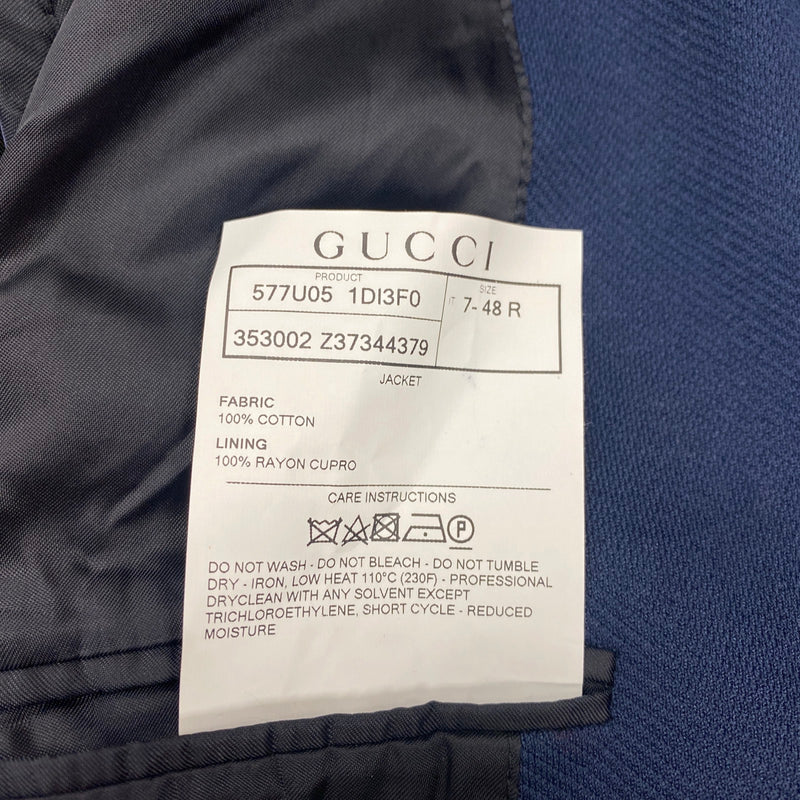 GUCCI
PRODUCT
577U05 1DI3F0
353002 Z37344379
SIZE
IT 7-48 R
JACKET
FABRIC
100% COTTON
LINING
100% RAYON CUPRO
CARE INSTRUCTIONS
P
DO NOT WASH - DO NOT BLEACH - DO NOT TUMBLE
DRY - IRON, LOW HEAT 110°C (230F) - PROFESSIONAL
DRYCLEAN WITH ANY SOLVENT EXCEPT
TRICHLOROETHYLENE, SHORT CYCLE - REDUCED
MOISTURE